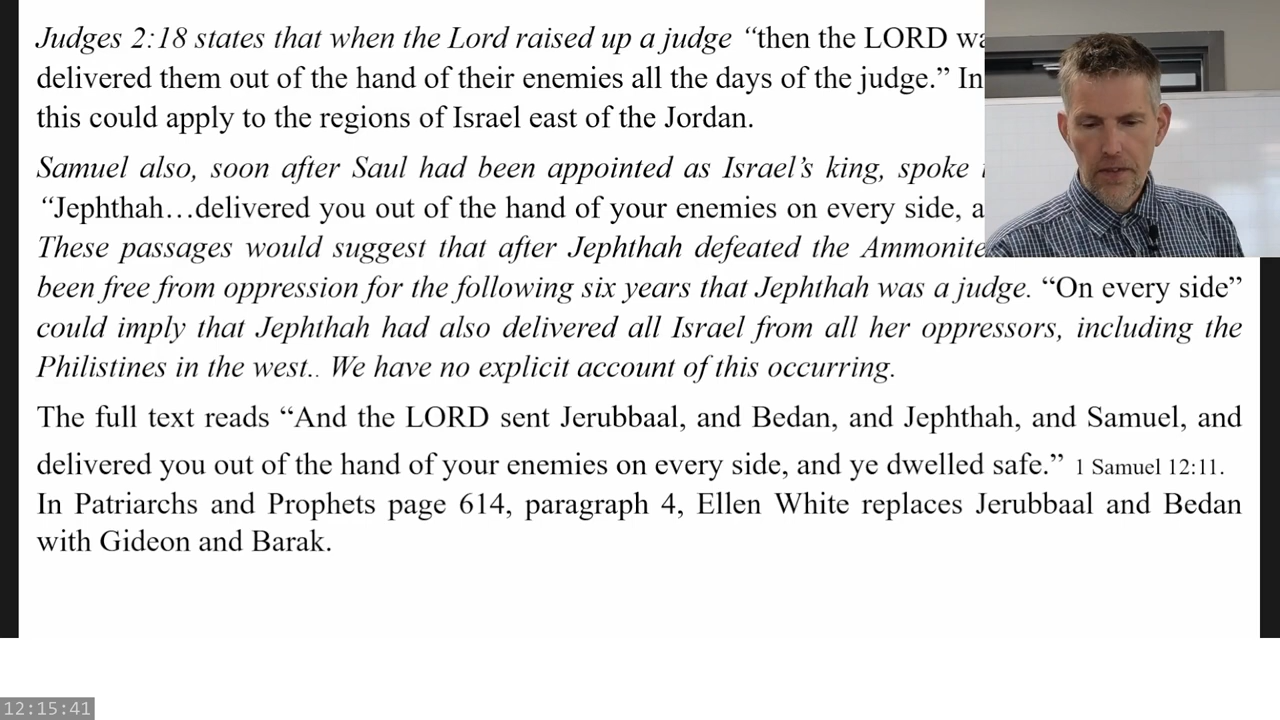 Judges 2:18 states that when the Lord raised up a judge “then the LORD
delivered them out of the hand of their enemies all the days of the judge.” In
this could apply to the regions of Israel east of the Jordan.
Samuel also, soon after Saul had been appointed as Israel’s king, spoke
“Jephthah…delivered you out of the hand of your enemies on every side,
These passages would suggest that after Jephthah defeated the
been free from oppression for the following six years that Jephthah was a judge. “On every side”
could imply that Jephthah had also delivered all Israel from all her oppressors, including the
Philistines in the west.. We have no explicit account of this occurring.
The full text reads “And the LORD sent Jerubbaal, and Bedan, and Jephthah, and Samuel, and
delivered you out of the hand of your enemies on every side, and ye dwelled safe.” 1 Samuel 12:11.
In Patriarchs and Prophets page 614, paragraph 4, Ellen White replaces Jerubbaal and Bedan
with Gideon and Barak.
12:15:41